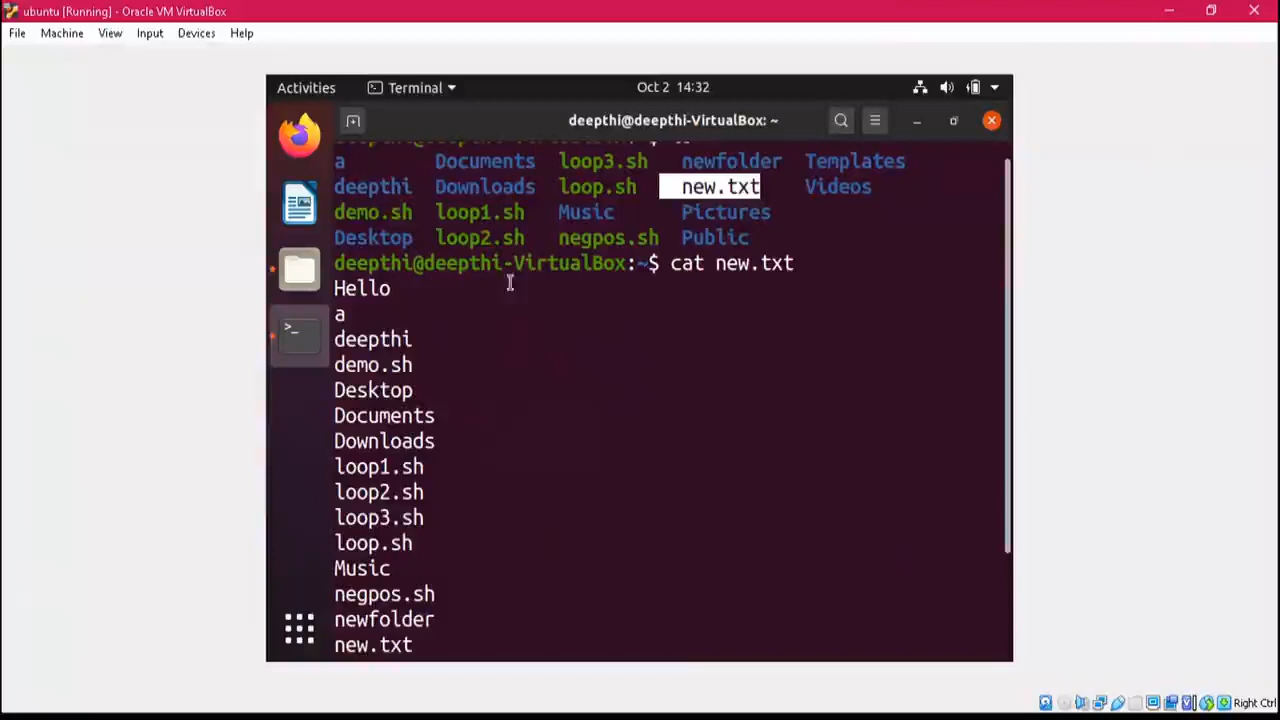 ubuntu [Running] - Oracle VM VirtualBox
File Machine View Input Devices Help
Activities Terminal Oct 2 14:32
deepthi@deepthi-VirtualBox: ~
a Documents loop3.sh newfolder Templates
deepthi Downloads loop.sh new.txt Videos
demo.sh loop1.sh Music Pictures
Desktop loop2.sh negpos.sh Public
deepthi@deepthi-VirtualBox:~$ cat new.txt
Hello
a
deepthi
demo.sh
Desktop
Documents
Downloads
loop1.sh
loop2.sh
loop3.sh
loop.sh
Music
negpos.sh
newfolder
new.txt
Right Ctrl